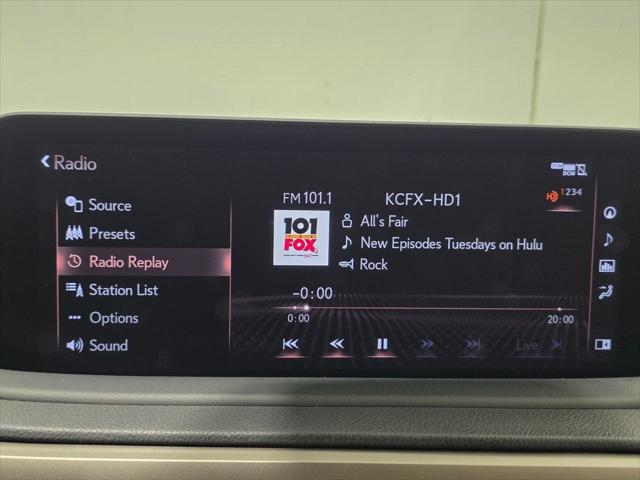 Radio
DCM
Source
Presets
Radio Replay
Station List
Options
Sound
FM 101.1
KCFX-HD1
1234
101
FOX
All's Fair
New Episodes Tuesdays on Hulu
Rock
-0:00
0:00
20:00
Live